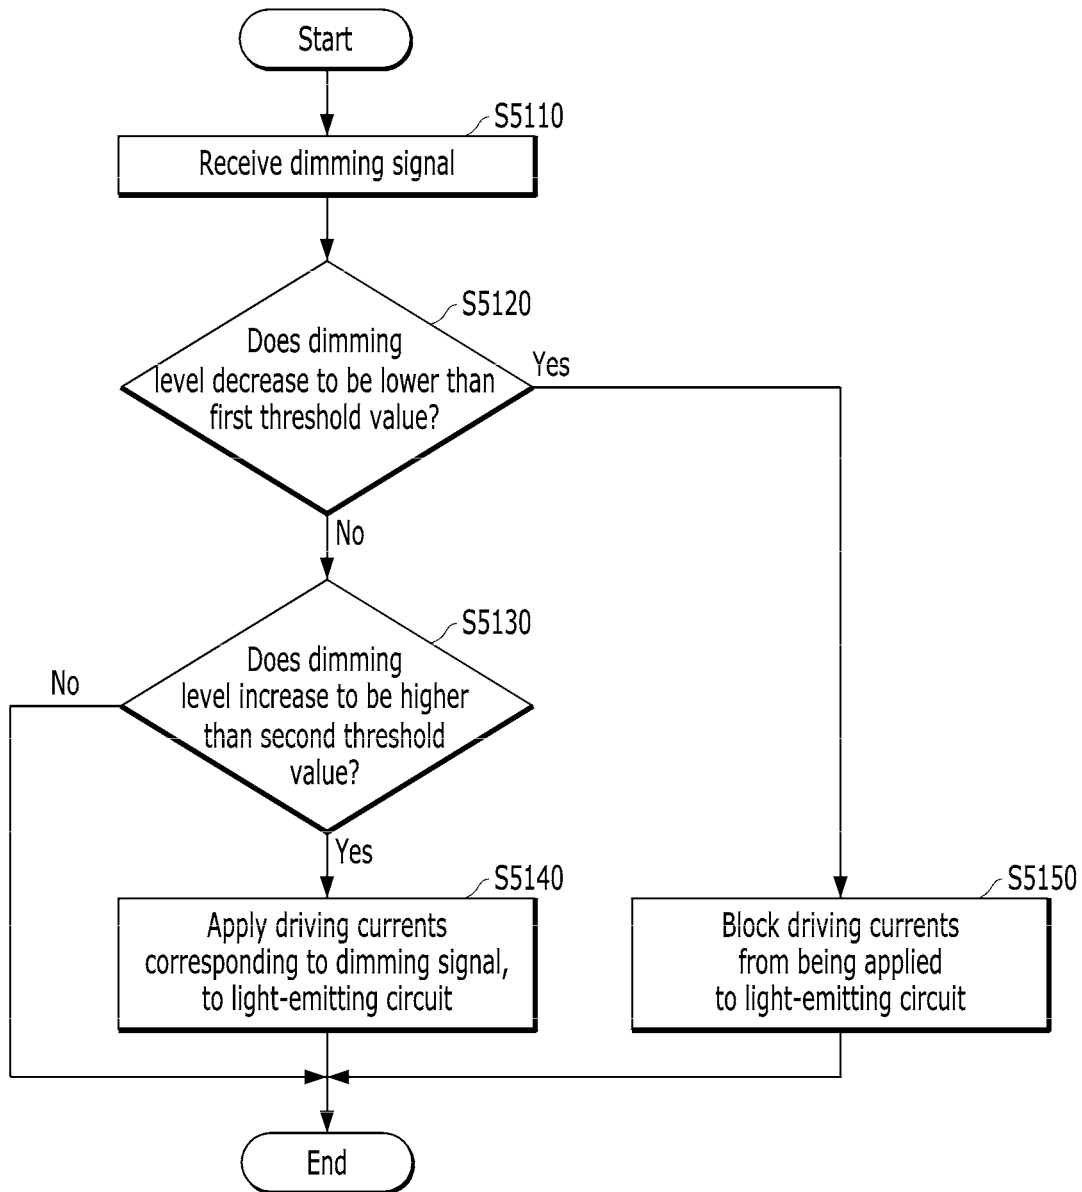 Start
S5110
Receive dimming signal
S5120
Does dimming
level decrease to be lower than
first threshold value?
Yes
No
S5130
Does dimming
level increase to be higher
than second threshold
value?
No
Yes
S5140
Apply driving currents
corresponding to dimming signal,
to light-emitting circuit
S5150
Block driving currents
from being applied
to light-emitting circuit
End